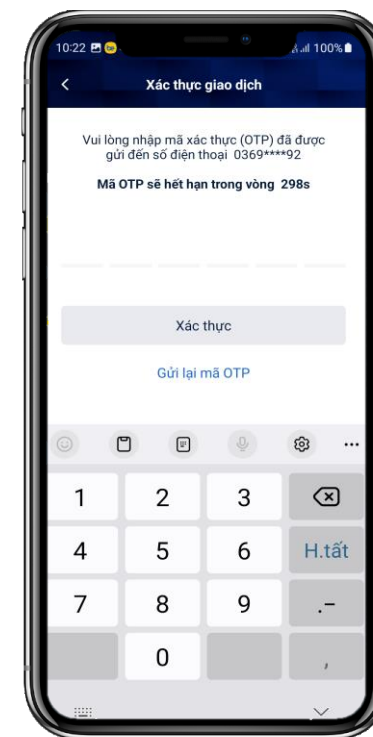 10:22 100%
Xác thực giao dịch
Vui lòng nhập mã xác thực (OTP) đã được
gửi đến số điện thoại 0369****92
Mã OTP sẽ hết hạn trong vòng 298s
Xác thực
Gửi lại mã OTP
1 2 3
4 5 6 H.tất
7 8 9 .-
0 ,